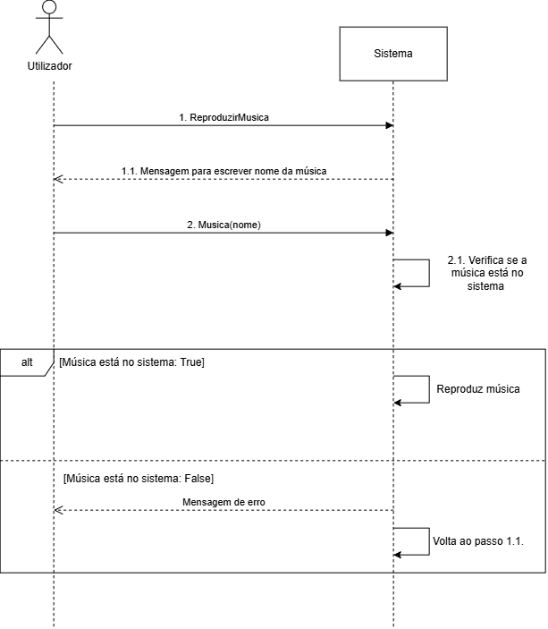 Utilizador
Sistema
1. ReproduzirMusica
1.1. Mensagem para escrever nome da música
2. Musica(nome)
2.1. Verifica se a
música está no
sistema
alt
[Música está no sistema: True]
Reproduz música
[Música está no sistema: False]
Mensagem de erro
Volta ao passo 1.1.